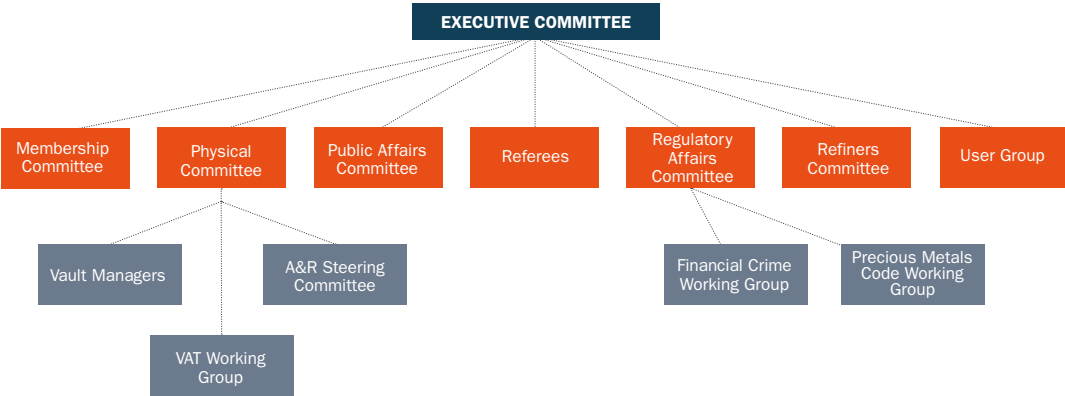 EXECUTIVE COMMITTEE
Membership
Committee
Physical
Committee
Public Affairs
Committee
Referees
Regulatory
Affairs
Committee
Refiners
Committee
User Group
Vault Managers
A&R Steering
Committee
Financial Crime
Working Group
Precious Metals
Code Working
Group
VAT Working
Group